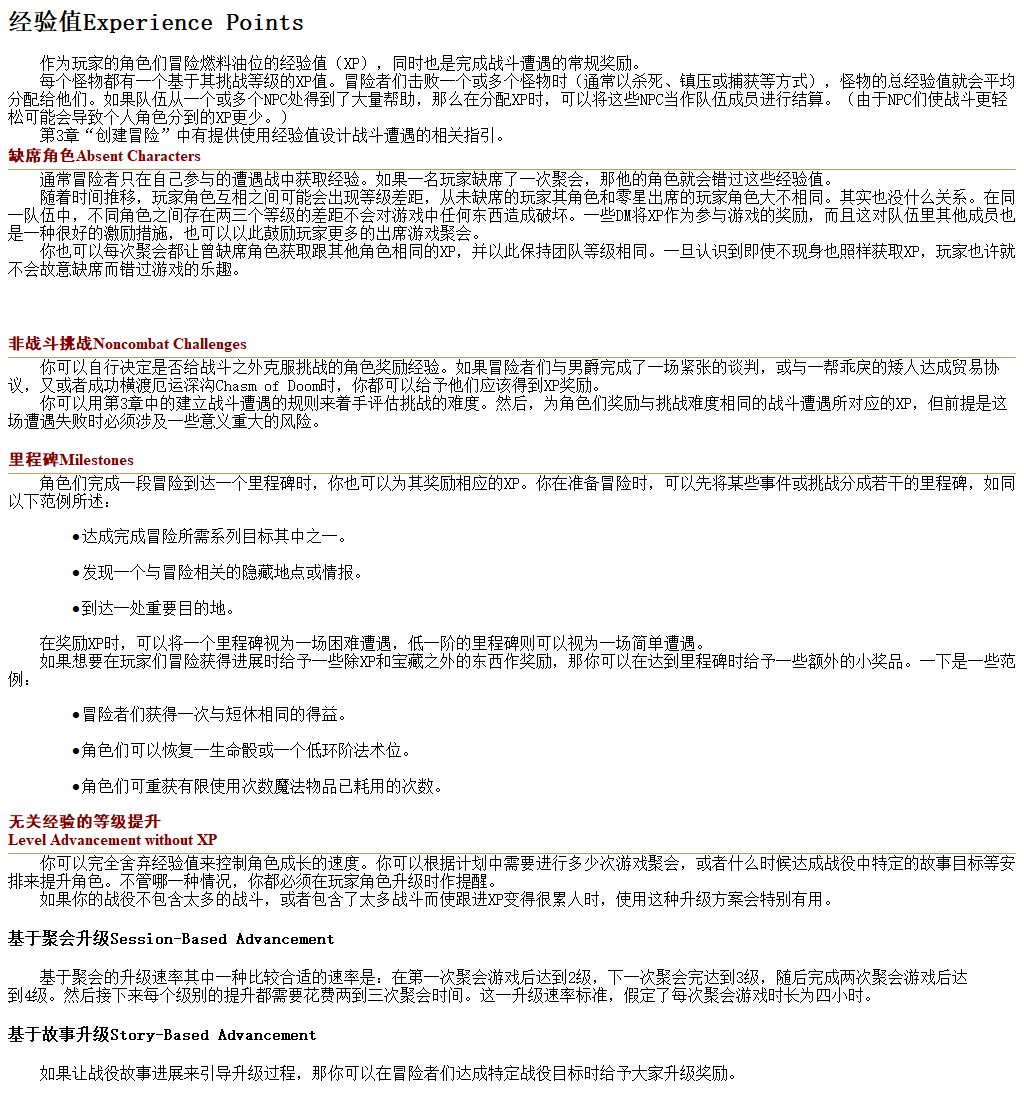 经验值Experience Points
作为玩家的角色们冒险燃料油位的经验值（XP），同时也是完成战斗遭遇的常规奖励。
每个怪物都有一个基于其挑战等级的XP值。冒险者们击败一个或多个怪物时（通常以杀死、镇压或捕获等方式），怪物的总经验值就会平均
分配给他们。如果队伍从一个或多个NPC处得到了大量帮助，那么在分配XP时，可以将这些NPC当作队伍成员进行结算。（由于NPC们使战斗更轻
松可能会导致个人角色分到的XP更少。）
第3章“创建冒险”中有提供使用经验值设计战斗遭遇的相关指引。
缺席角色Absent Characters
通常冒险者只在自己参与的遭遇战中获取经验。如果一名玩家缺席了一次聚会，那他的角色就会错过这些经验值。
随着时间推移，玩家角色互相之间可能会出现等级差距，从未缺席的玩家其角色和零星出席的玩家角色大不相同。其实也没什么关系。在同
一队伍中，不同角色之间存在两三个等级的差距不会对游戏中任何东西造成破坏。一些DM将XP作为参与游戏的奖励，而且这对队伍里其他成员也
是一种很好的激励措施，也可以以此鼓励玩家更多的出席游戏聚会。
你也可以每次聚会都让曾缺席角色获取跟其他角色相同的XP，并以此保持团队等级相同。一旦认识到即使不现身也照样获取XP，玩家也许就
不会故意缺席而错过游戏的乐趣。
非战斗挑战Noncombat Challenges
你可以自行决定是否给战斗之外克服挑战的角色奖励经验。如果冒险者们与男爵完成了一场紧张的谈判，或与一帮乖戾的矮人达成贸易协
议，又或者成功横渡厄运深沟Chasm of Doom时，你都可以给予他们应该得到XP奖励。
你可以用第3章中的建立战斗遭遇的规则来着手评估挑战的难度。然后，为角色们奖励与挑战难度相同的战斗遭遇所对应的XP，但前提是这
场遭遇失败时必须涉及一些意义重大的风险。
里程碑Milestones
角色们完成一段冒险到达一个里程碑时，你也可以为其奖励相应的XP。你在准备冒险时，可以先将某些事件或挑战分成若干的里程碑，如同
以下范例所述：
●达成完成冒险所需系列目标其中之一。
●发现一个与冒险相关的隐藏地点或情报。
●到达一处重要目的地。
在奖励XP时，可以将一个里程碑视为一场困难遭遇，低一阶的里程碑则可以视为一场简单遭遇。
如果想要在玩家们冒险获得进展时给予一些除XP和宝藏之外的东西作奖励，那你可以在达到里程碑时给予一些额外的小奖品。一下是一些范
例：
●冒险者们获得一次与短休相同的得益。
●角色们可以恢复一生命骰或一个低环阶法术位。
●角色们可重获有限使用次数魔法物品已耗用的次数。
无关经验的等级提升
Level Advancement without XP
你可以完全舍弃经验值来控制角色成长的速度。你可以根据计划中需要进行多少次游戏聚会，或者什么时候达成战役中特定的故事目标等安
排来提升角色。不管哪一种情况，你都必须在玩家角色升级时作提醒。
如果你的战役不包含太多的战斗，或者包含了太多战斗而使跟进XP变得很累人时，使用这种升级方案会特别有用。
基于聚会升级Session-Based Advancement
基于聚会的升级速率其中一种比较合适的速率是：在第一次聚会游戏后达到2级，下一次聚会完达到3级，随后完成两次聚会游戏后达
到4级。然后接下来每个级别的提升都需要花费两到三次聚会时间。这一升级速率标准，假定了每次聚会游戏时长为四小时。
基于故事升级Story-Based Advancement
如果让战役故事进展来引导升级过程，那你可以在冒险者们达成特定战役目标时给予大家升级奖励。